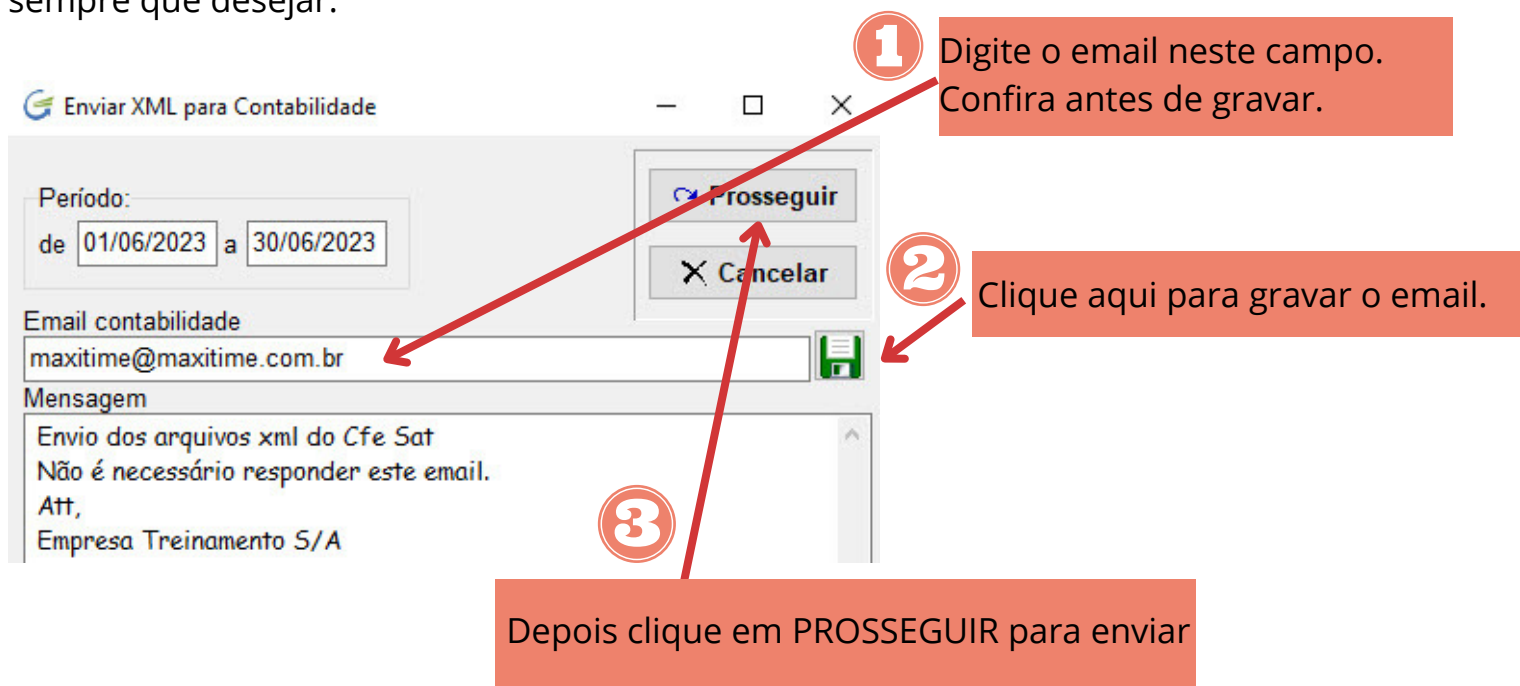 sempre que desejar.
1
Digite o email neste campo.
Confira antes de gravar.
Enviar XML para Contabilidade
Período:
de 01/06/2023 a 30/06/2023
Prosseguir
Cancelar
2
Clique aqui para gravar o email.
Email contabilidade
maxitime@maxitime.com.br
Mensagem
Envio dos arquivos xml do Cfe Sat
Não é necessário responder este email.
Att,
Empresa Treinamento S/A
3
Depois clique em PROSSEGUIR para enviar